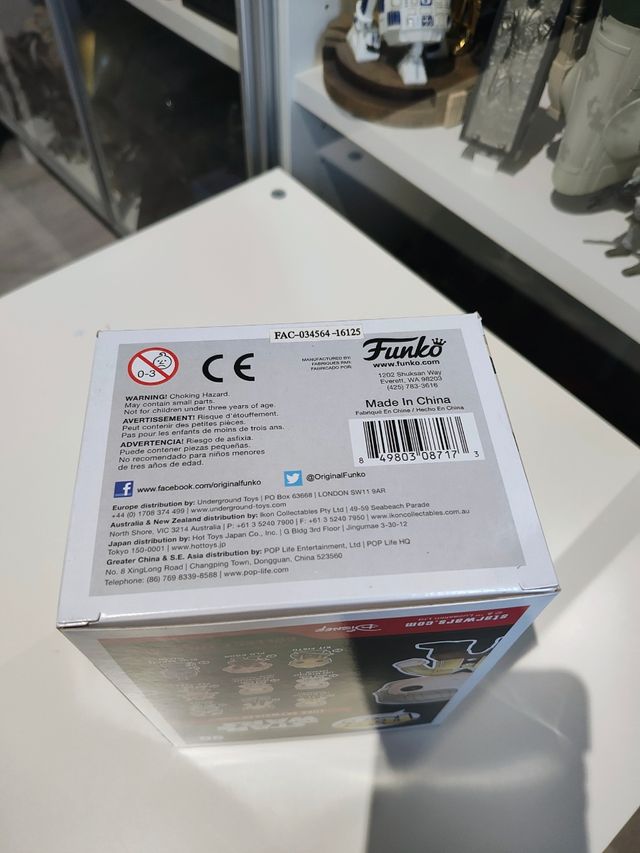 FAC-034564-16125
0-3
CE
MANUFACTURED BY:
FABRIQUÉS PAR:
FABRICADO POR:
Funko
www.funko.com
1202 Shuksan Way
Everett, WA 98203
(425) 783-3616
WARNING! Choking Hazard.
May contain small parts.
Not for children under three years of age.
AVERTISSEMENT! Risque d'étouffement.
Peut contenir des petites pièces.
Pas pour les enfants de moins de trois ans.
ADVERTENCIA! Riesgo de asfixia.
Puede contener piezas pequeñas.
No recomendado para niños menores
de tres años de edad.
Made In China
Fabriqué En Chine / Hecho En China
8 49803 08717 3
www.facebook.com/originalfunko
@OriginalFunko
Europe distribution by: Underground Toys | PO Box 63668 | LONDON SW11 9AR
+44 (0) 1708 374 499 | www.underground-toys.com
Australia & New Zealand distribution by: Ikon Collectables Pty Ltd | 49-59 Seabeach Parade
North Shore, VIC 3214 Australia | P: +61 3 5240 7900 | F: +61 3 5240 7950 | www.ikoncollectables.com.au
Japan distribution by: Hot Toys Japan Co., Inc. | G Bldg 3rd Floor | Jingumae 3-30-12
Tokyo 150-0001 | www.hottoys.jp
Greater China & S.E. Asia distribution by: POP Life Entertainment, Ltd | POP Life HQ
No. 8 XingLong Road | Changping Town, Dongguan, China 523560
Telephone: (86) 769 8339-8568 | www.pop-life.com
Disney
starwars.com